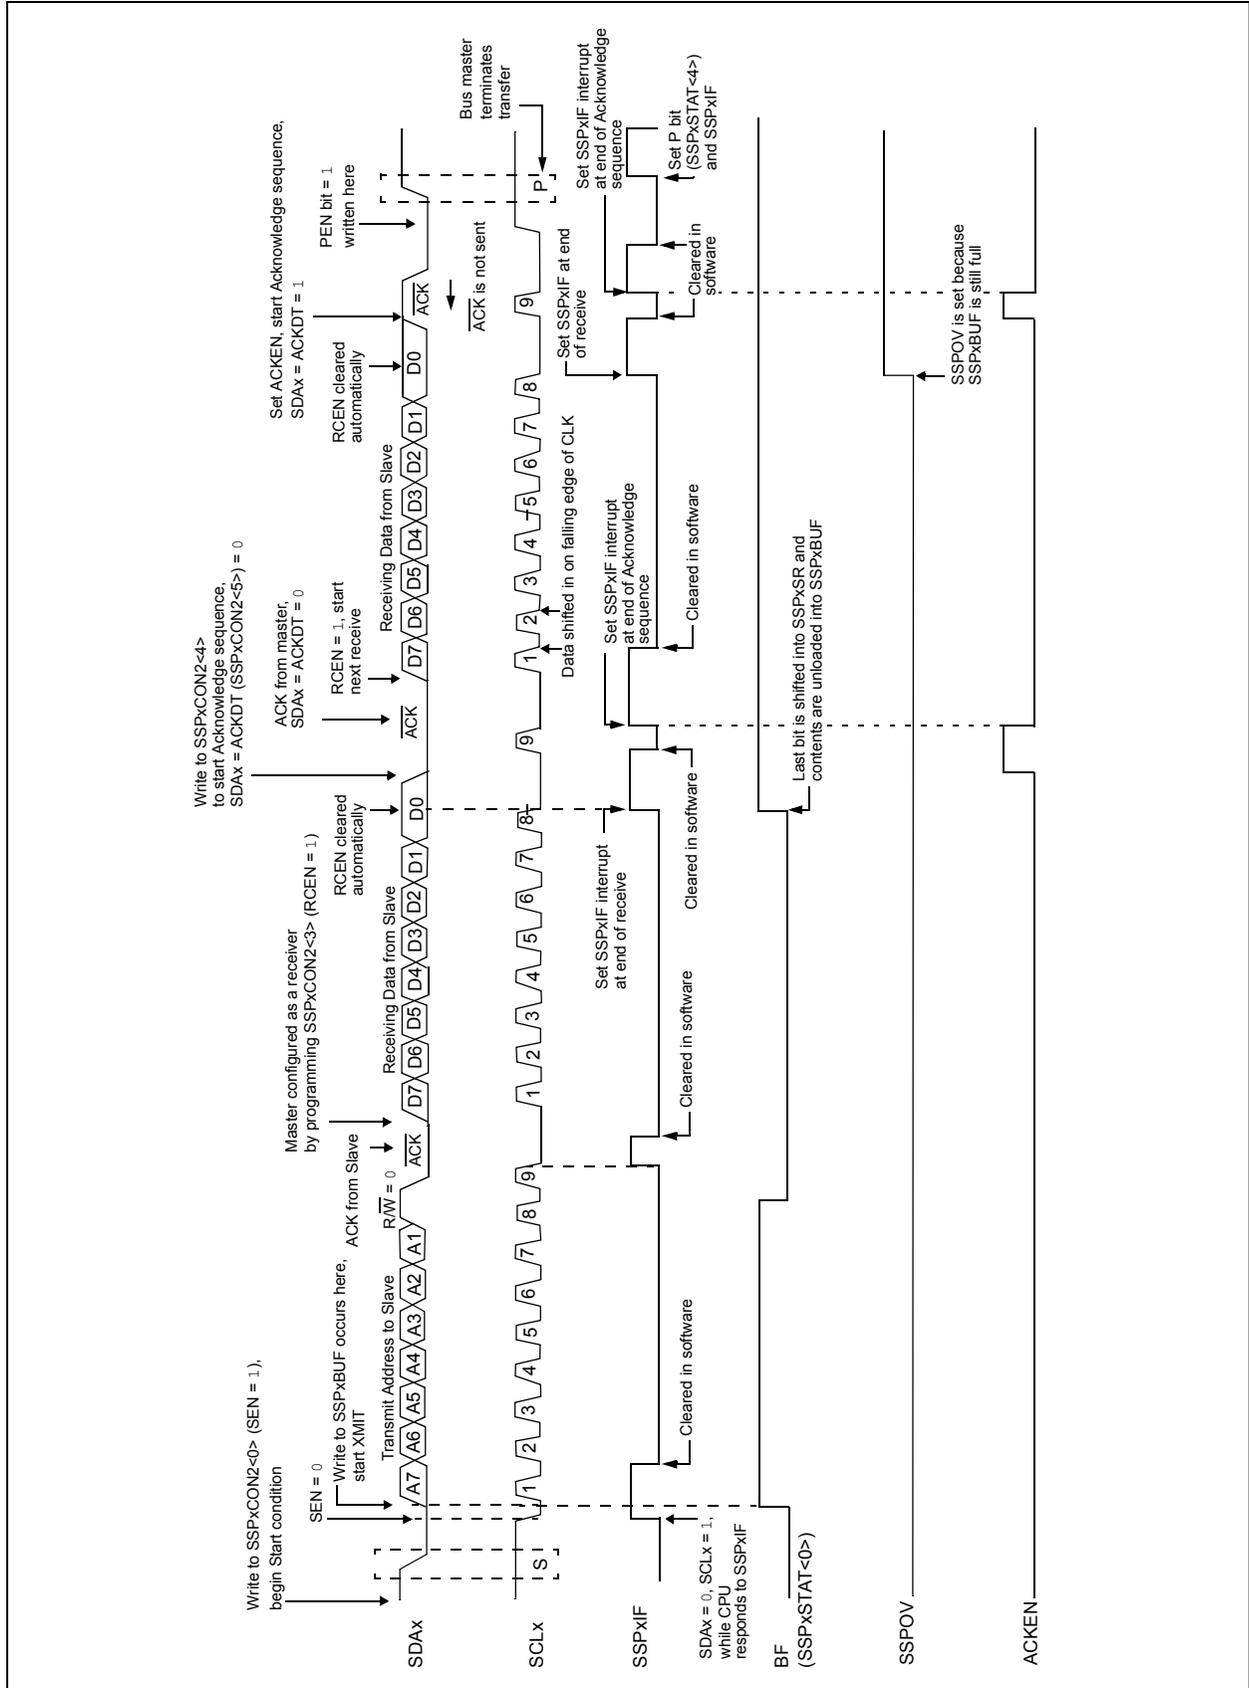 Write to SSPxCON2<4>
to start Acknowledge sequence,
SDAx = ACKDT (SSPxCON2<5>) = 0
Write to SSPxCON2<0> (SEN = 1),
begin Start condition
Master configured as a receiver
by programming SSPxCON2<3> (RCEN = 1)
ACK from master,
SDAx = ACKDT = 0
Set ACKEN, start Acknowledge sequence,
SDAx = ACKDT = 1
SEN = 0
Write to SSPxBUF occurs here,
start XMIT
ACK from Slave
RCEN cleared
automatically
RCEN = 1, start
next receive
RCEN cleared
automatically
PEN bit = 1
written here
Transmit Address to Slave
R/W = 0
Receiving Data from Slave
Receiving Data from Slave
SDAx
A7 A6 A5 A4 A3 A2 A1
ACK
D7 D6 D5 D4 D3 D2 D1 D0
ACK
D7 D6 D5 D4 D3 D2 D1 D0
ACK
ACK is not sent
Bus master
terminates
transfer
SCLx
S
1 2 3 4 5 6 7 8 9
1 2 3 4 5 6 7 8 9
1 2 3 4 5 6 7 8 9
P
Data shifted in on falling edge of CLK
Set SSPxIF interrupt
at end of receive
Set SSPxIF interrupt
at end of Acknowledge
sequence
Set SSPxIF at end
of receive
Set SSPxIF interrupt
at end of Acknowledge
sequence
SSPxIF
Cleared in software
Cleared in software
Cleared in software
Cleared in software
Cleared in
software
Set P bit
(SSPxSTAT<4>)
and SSPxIF
SDAx = 0, SCLx = 1,
while CPU
responds to SSPxIF
BF
(SSPxSTAT<0>)
Last bit is shifted into SSPxSR and
contents are unloaded into SSPxBUF
SSPOV
SSPOV is set because
SSPxBUF is still full
ACKEN